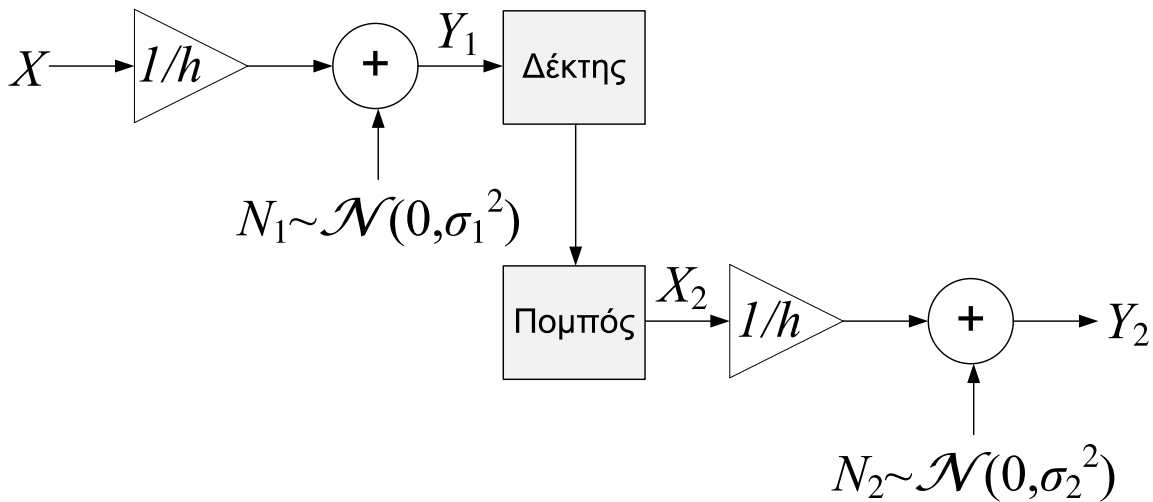 X
1/h
+
Y₁
Δέκτης
N₁~𝒩(0,σ₁²)
Πομπός
X₂
1/h
+
Y₂
N₂~𝒩(0,σ₂²)